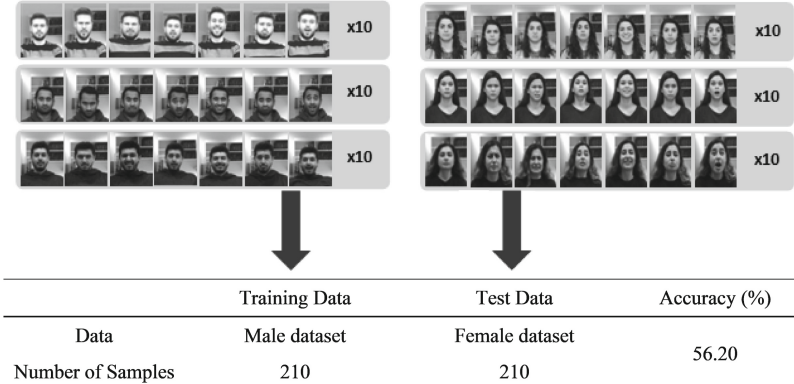 x10 x10
x10 x10
x10 x10
Training Data Test Data Accuracy (%)
Data Male dataset Female dataset 56.20
Number of Samples 210 210